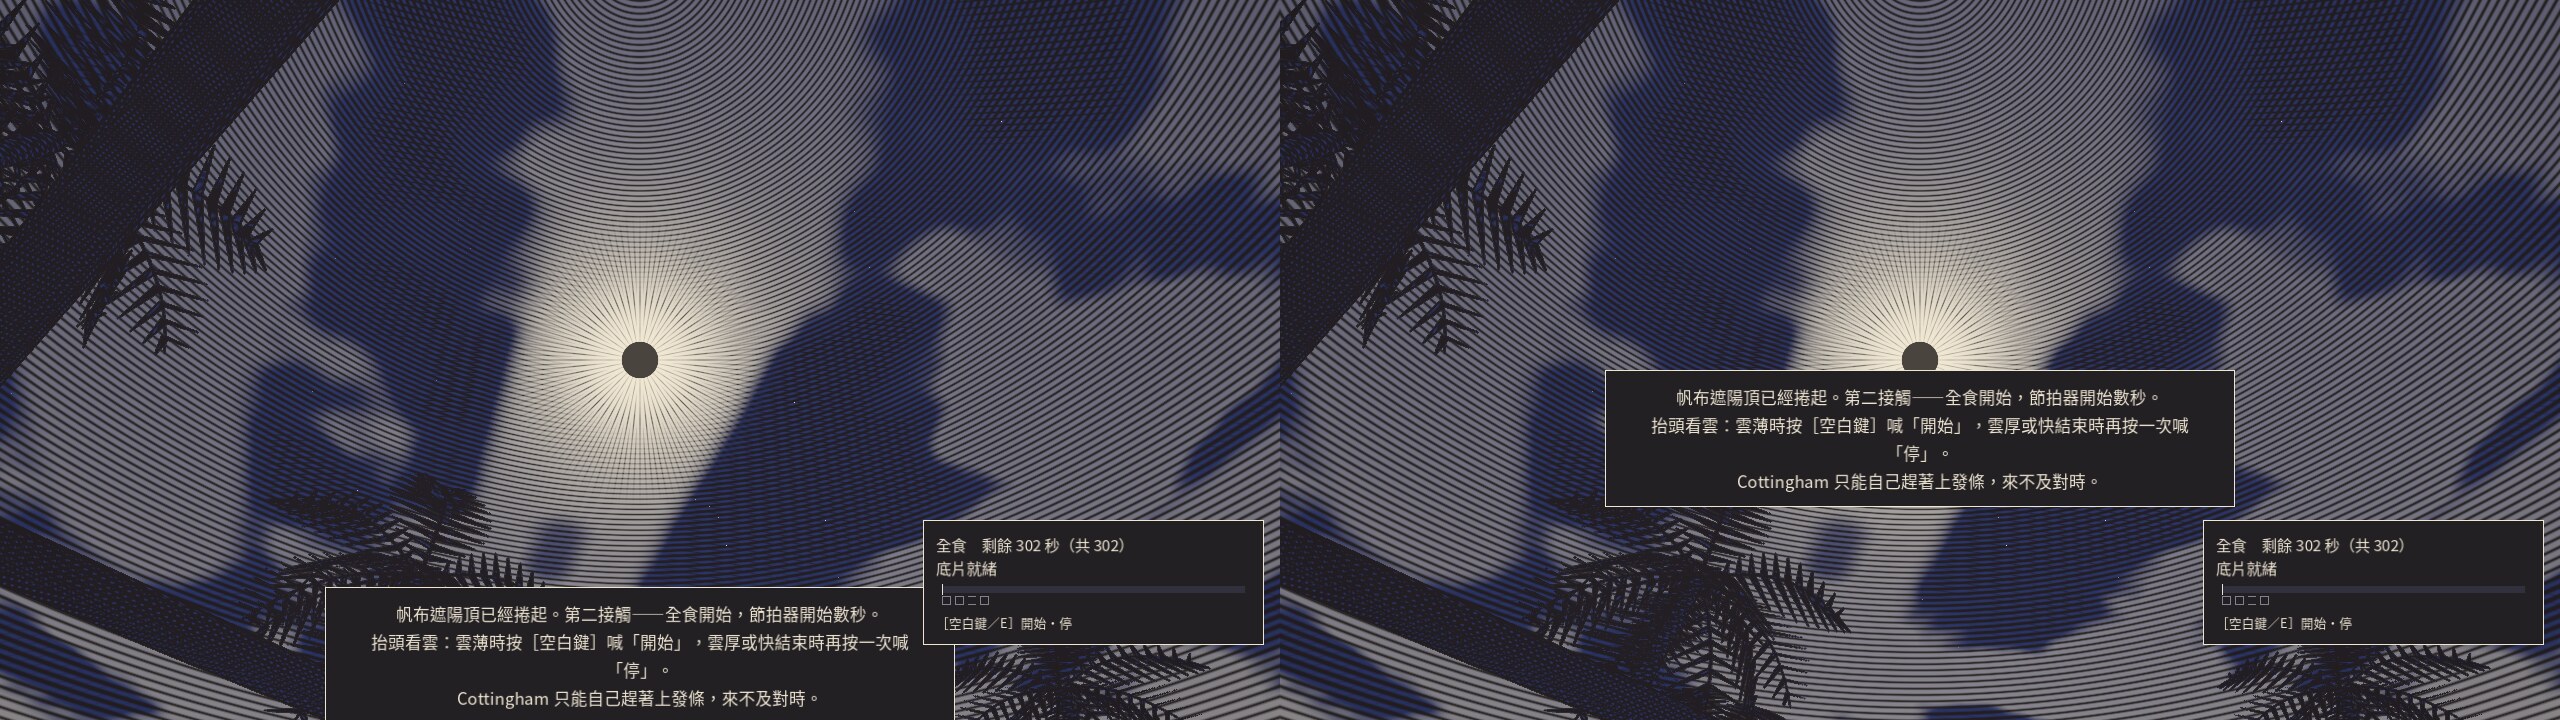 帆布遮陽頂已經捲起。第二接觸——全食開始，節拍器開始數秒。
抬頭看雲：雲薄時按［空白鍵］喊「開始」，雲厚或快結束時再按一次喊
「停」。
Cottingham 只能自己趕著上發條，來不及對時。
全食　剩餘 302 秒（共 302）
底片就緒
［空白鍵／E］開始・停
帆布遮陽頂已經捲起。第二接觸——全食開始，節拍器開始數秒。
抬頭看雲：雲薄時按［空白鍵］喊「開始」，雲厚或快結束時再按一次喊
「停」。
Cottingham 只能自己趕著上發條，來不及對時。
全食　剩餘 302 秒（共 302）
底片就緒
［空白鍵／E］開始・停